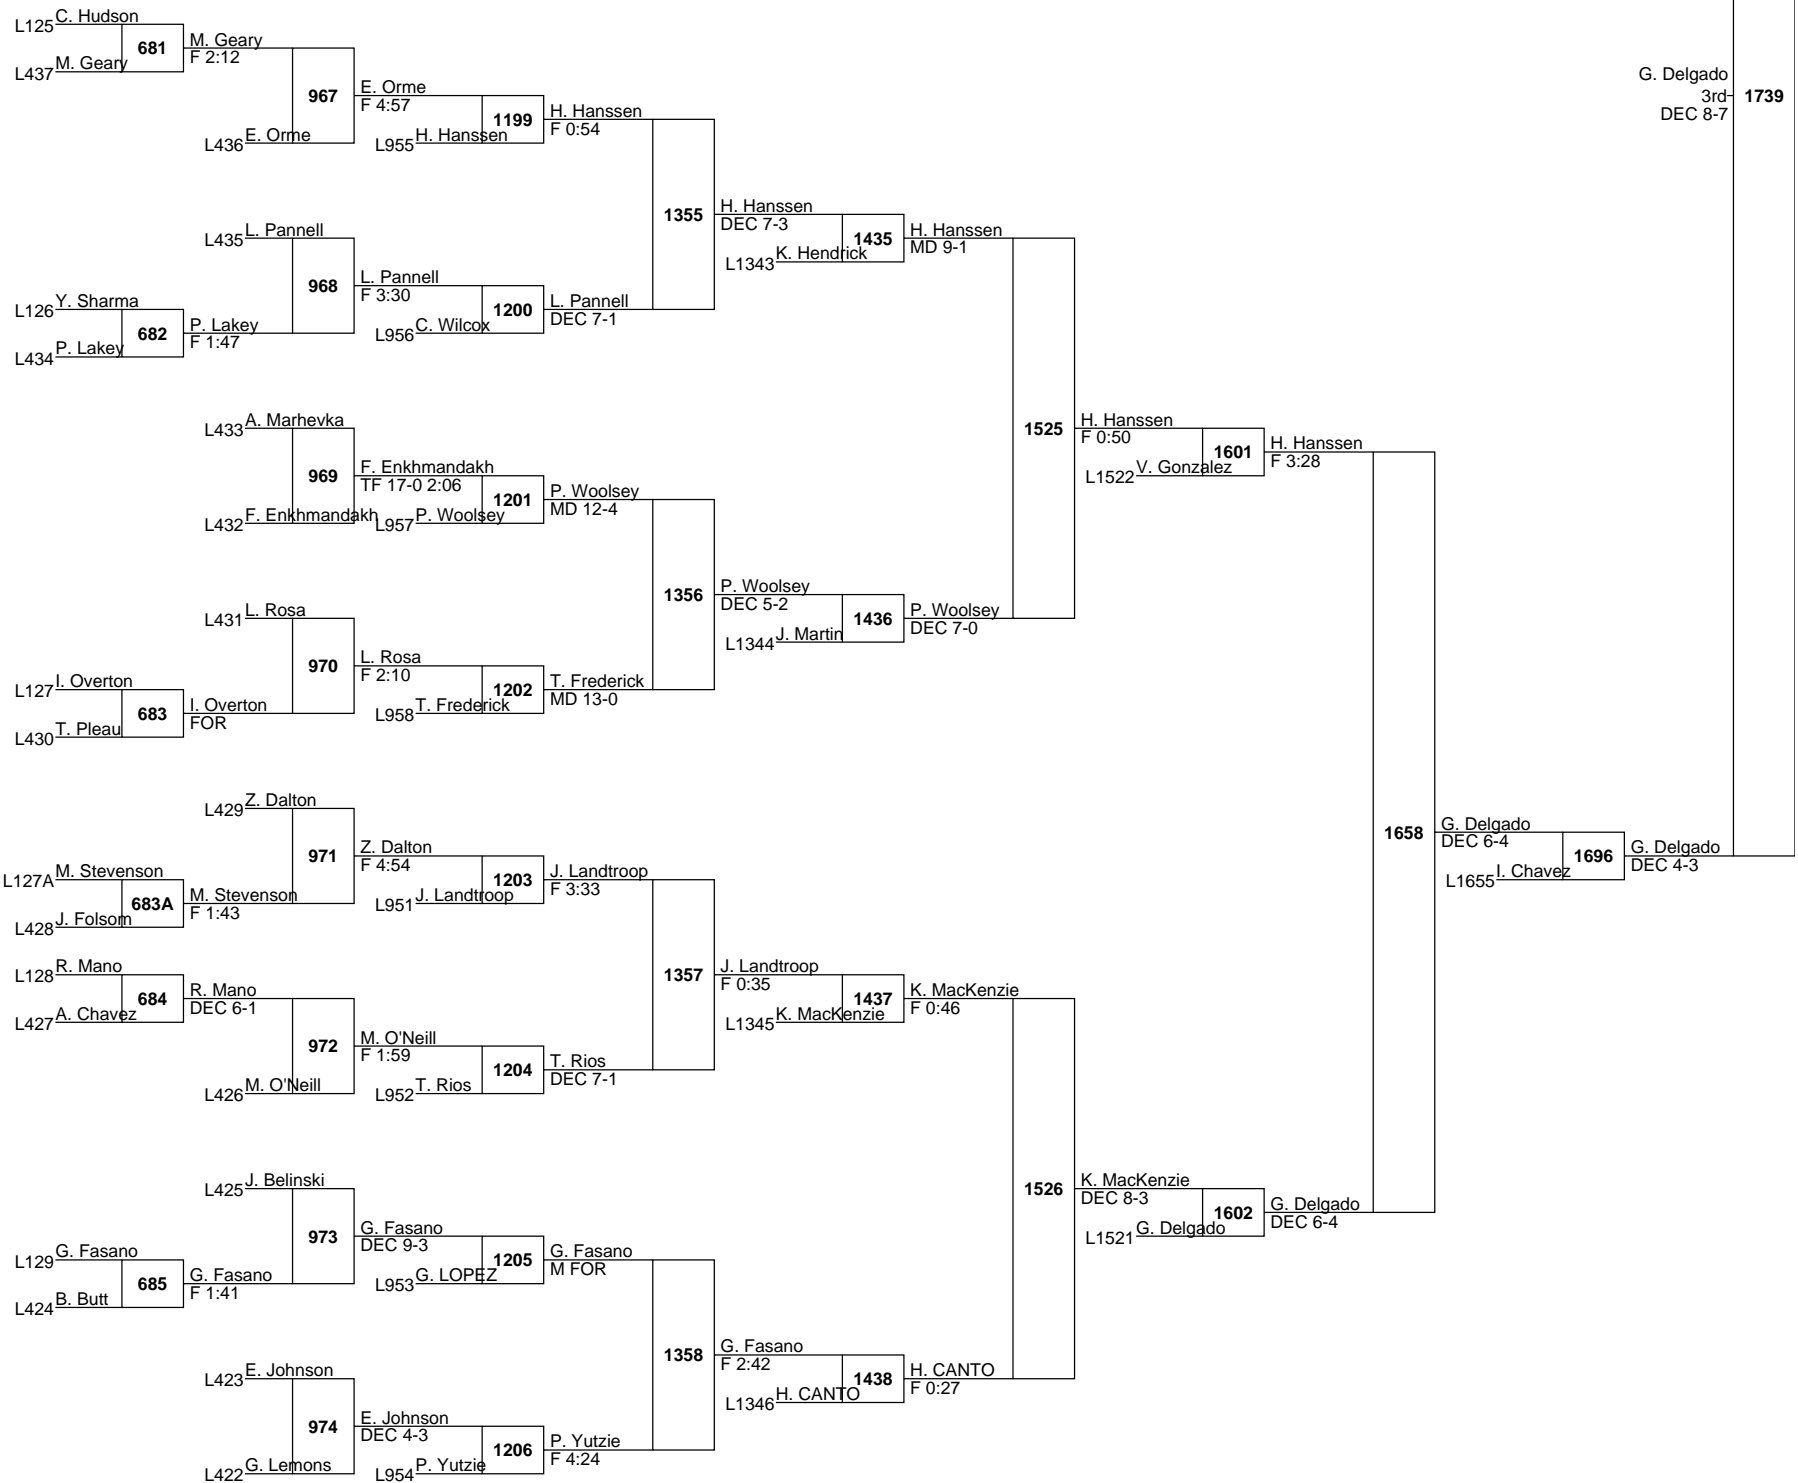 L125 C. Hudson
681
L437 M. Geary
M. Geary
F 2:12
967
L436 E. Orme
E. Orme
F 4:57
1199
L955 H. Hanssen
H. Hanssen
F 0:54
L435 L. Pannell
968
L126 Y. Sharma
682
L434 P. Lakey
P. Lakey
F 1:47
L. Pannell
F 3:30
1200
L956 C. Wilcox
L. Pannell
DEC 7-1
1355
H. Hanssen
DEC 7-3
1435
L1343 K. Hendrick
H. Hanssen
MD 9-1
L433 A. Marhevka
969
L432 F. Enkhmandakh
F. Enkhmandakh
TF 17-0 2:06
1201
L957 P. Woolsey
P. Woolsey
MD 12-4
L431 L. Rosa
970
L127 I. Overton
683
L430 T. Pleau
I. Overton
FOR
L. Rosa
F 2:10
1202
L958 T. Frederick
T. Frederick
MD 13-0
1356
P. Woolsey
DEC 5-2
1436
L1344 J. Martin
P. Woolsey
DEC 7-0
1525
H. Hanssen
F 0:50
1601
L1522 V. Gonzalez
H. Hanssen
F 3:28
L429 Z. Dalton
971
L127A M. Stevenson
683A
L428 J. Folsom
M. Stevenson
F 1:43
Z. Dalton
F 4:54
1203
L951 J. Landtroop
J. Landtroop
F 3:33
L128 R. Mano
684
L427 A. Chavez
R. Mano
DEC 6-1
972
L426 M. O'Neill
M. O'Neill
F 1:59
1204
L952 T. Rios
T. Rios
DEC 7-1
1357
J. Landtroop
F 0:35
1437
L1345 K. MacKenzie
K. MacKenzie
F 0:46
L425 J. Belinski
973
L129 G. Fasano
685
L424 B. Butt
G. Fasano
F 1:41
G. Fasano
DEC 9-3
1205
L953 G. LOPEZ
G. Fasano
M FOR
L423 E. Johnson
974
L422 G. Lemons
E. Johnson
DEC 4-3
1206
L954 P. Yutzie
P. Yutzie
F 4:24
1358
G. Fasano
F 2:42
1438
L1346 H. CANTO
H. CANTO
F 0:27
1526
K. MacKenzie
DEC 8-3
1602
L1521 G. Delgado
G. Delgado
DEC 6-4
1658
G. Delgado
DEC 6-4
1696
L1655 I. Chavez
G. Delgado
DEC 4-3
G. Delgado
3rd
DEC 8-7
1739